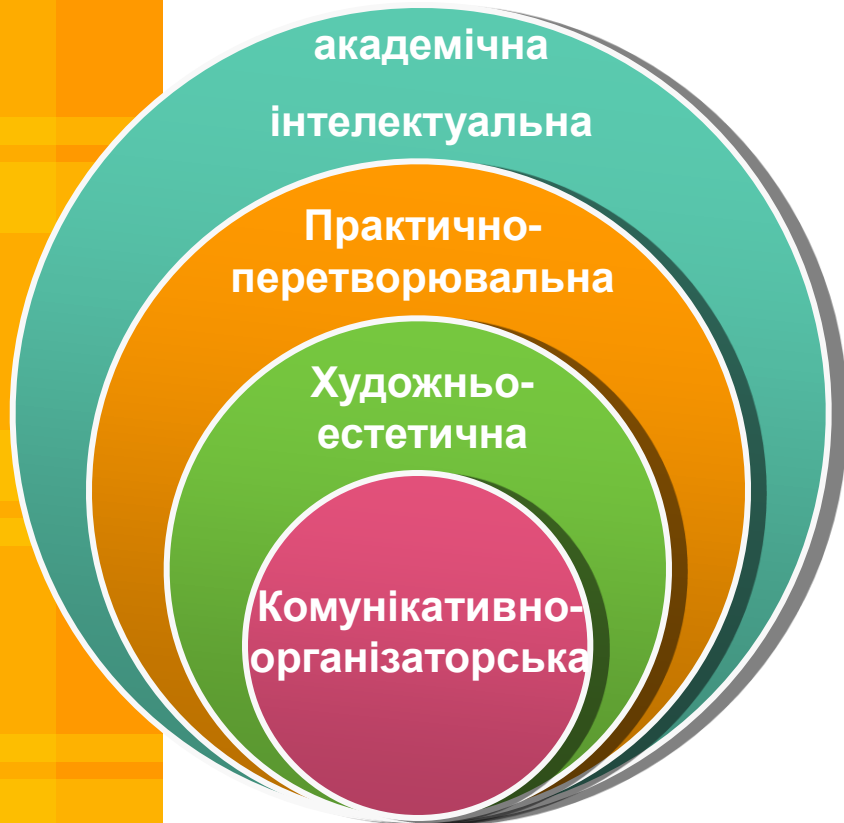 академічна
інтелектуальна
Практично-
перетворювальна
Художньо-
естетична
Комунікативно-
організаторська